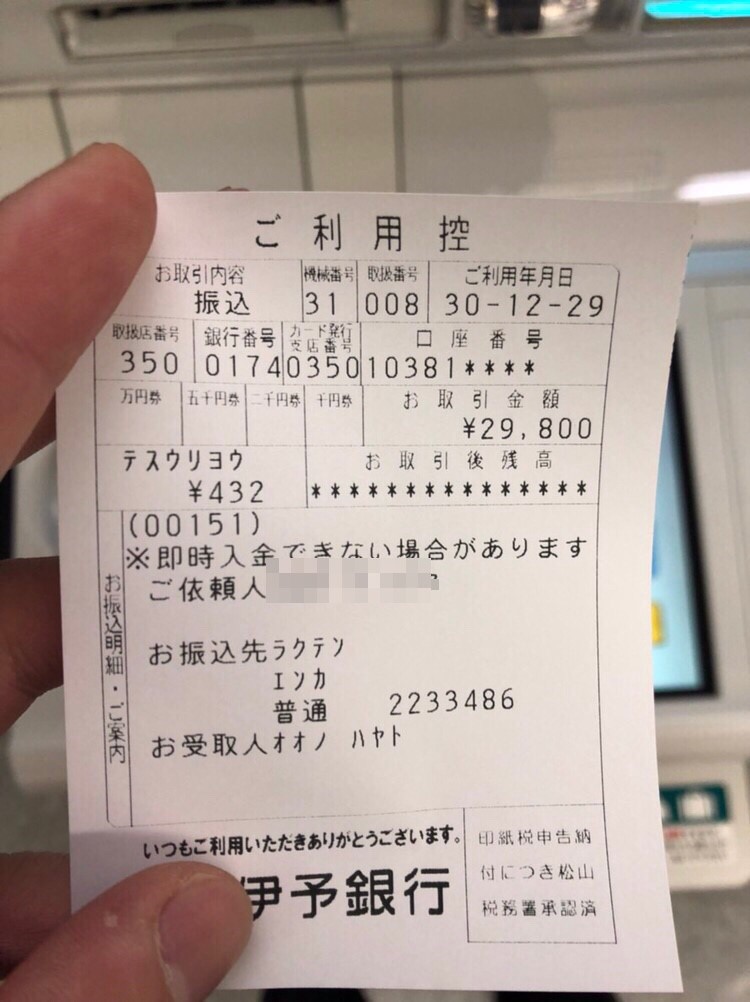 ご利用控
お取引内容 機械番号 取扱番号 ご利用年月日
振込 31 008 30-12-29
取扱店番号 銀行番号 カード発行支店番号 口座番号
350 0174 0350 10381****
万円券 五千円券 二千円券 千円券 お取引金額
¥29,800
テスウリヨウ お取引後残高
¥432 ***************
お振込明細・ご案内
(00151)
※即時入金できない場合があります
ご依頼人
お振込先ラクテン
エンカ
普通 2233486
お受取人オオノ ハヤト
いつもご利用いただきありがとうございます。
伊予銀行
印紙税申告納
付につき松山
税務署承認済